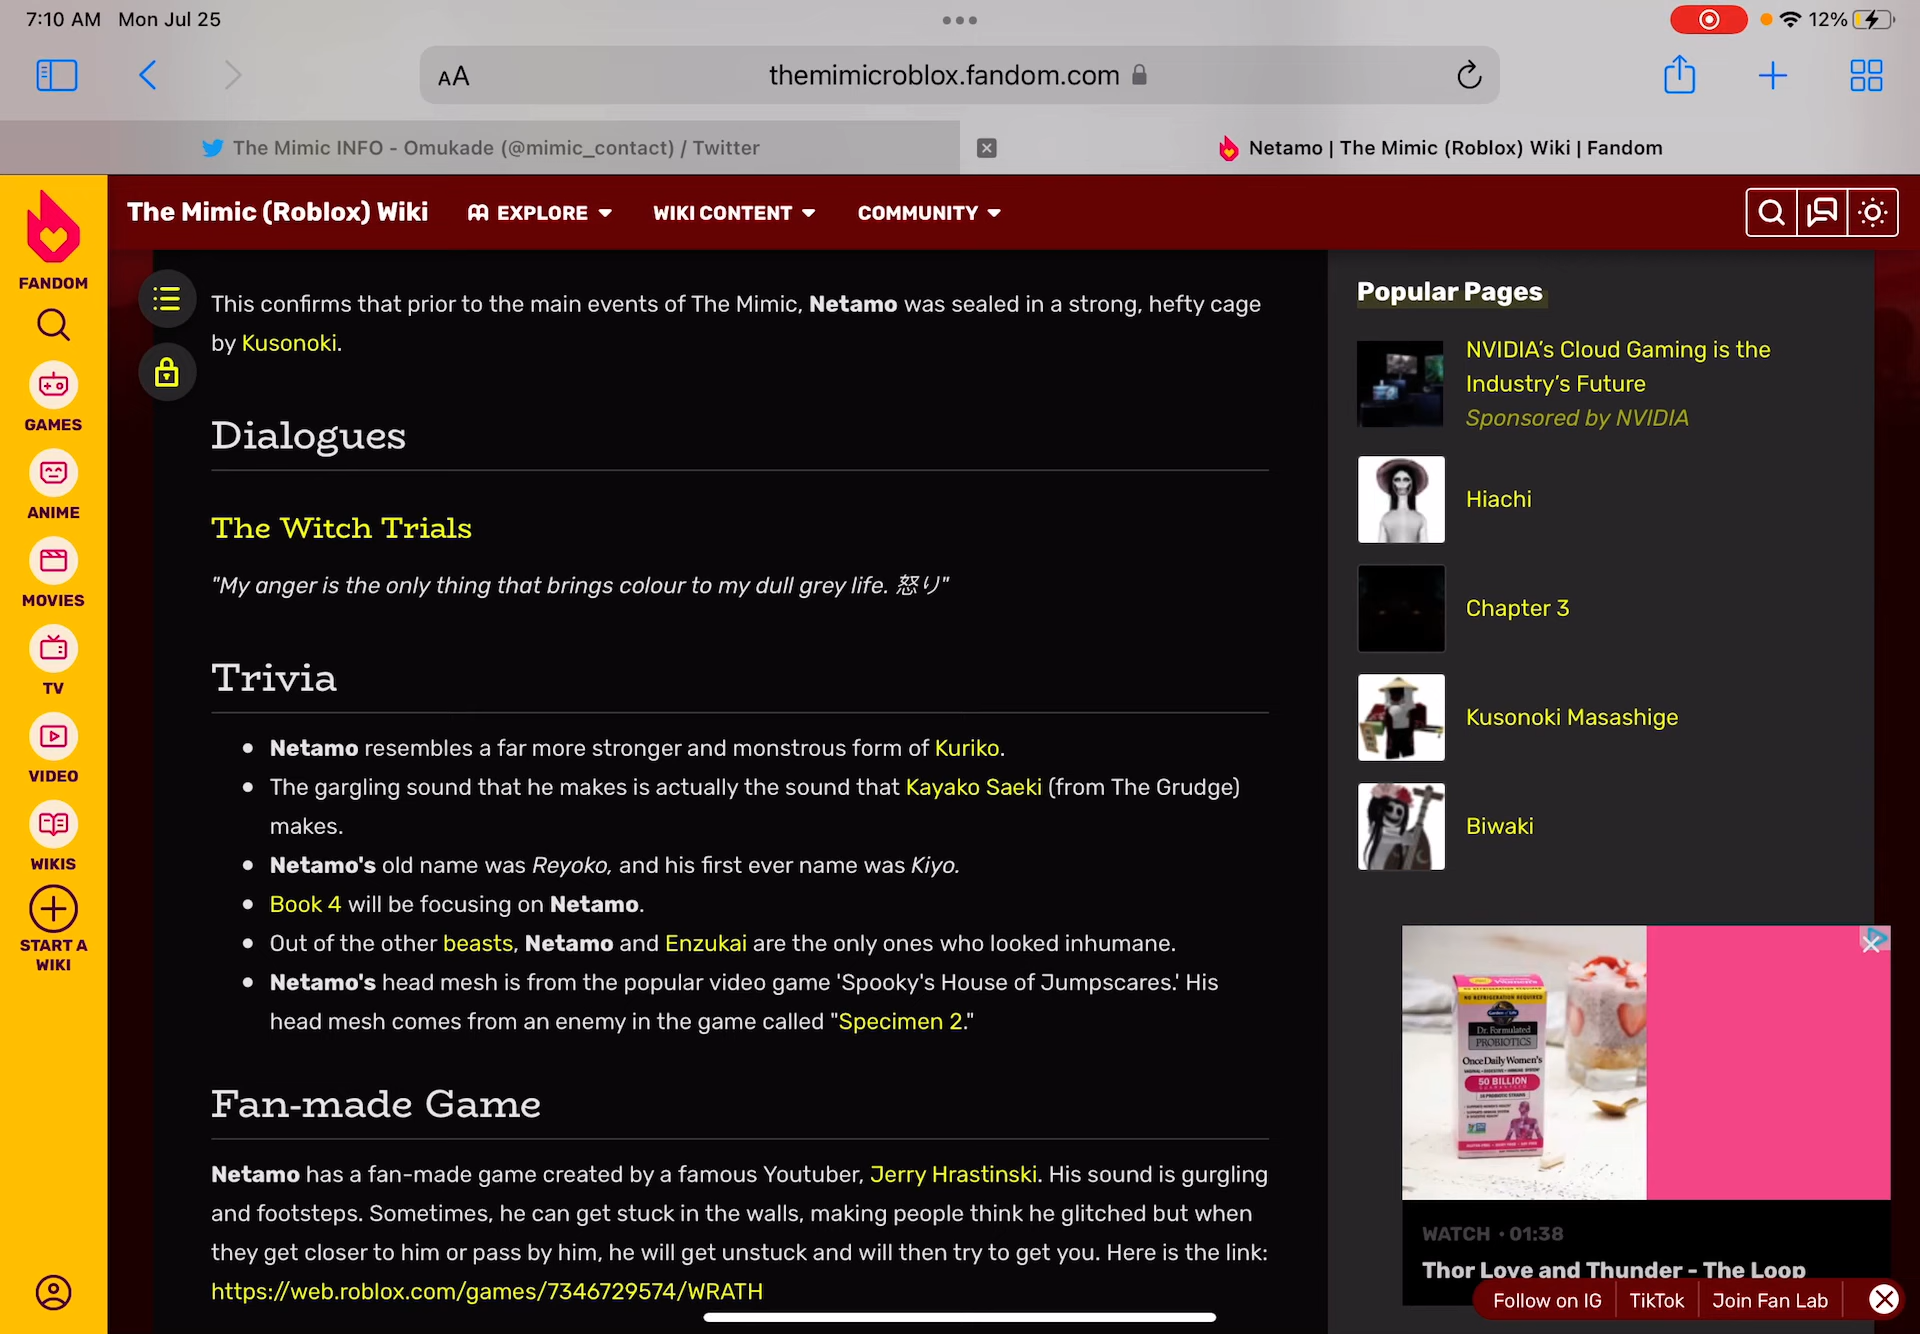 7:10 AM Mon Jul 25
12%
AA
themimicroblox.fandom.com
The Mimic INFO - Omukade (@mimic_contact) / Twitter
Netamo | The Mimic (Roblox) Wiki | Fandom
FANDOM
GAMES
ANIME
MOVIES
TV
VIDEO
WIKIS
START A
WIKI
The Mimic (Roblox) Wiki
EXPLORE
WIKI CONTENT
COMMUNITY
This confirms that prior to the main events of The Mimic, Netamo was sealed in a strong, hefty cage
by Kusonoki.
Dialogues
The Witch Trials
"My anger is the only thing that brings colour to my dull grey life. 怒り"
Trivia
Netamo resembles a far more stronger and monstrous form of Kuriko.
The gargling sound that he makes is actually the sound that Kayako Saeki (from The Grudge)
makes.
Netamo's old name was Reyoko, and his first ever name was Kiyo.
Book 4 will be focusing on Netamo.
Out of the other beasts, Netamo and Enzukai are the only ones who looked inhumane.
Netamo's head mesh is from the popular video game 'Spooky's House of Jumpscares.' His
head mesh comes from an enemy in the game called "Specimen 2."
Fan-made Game
Netamo has a fan-made game created by a famous Youtuber, Jerry Hrastinski. His sound is gurgling
and footsteps. Sometimes, he can get stuck in the walls, making people think he glitched but when
they get closer to him or pass by him, he will get unstuck and will then try to get you. Here is the link:
https://web.roblox.com/games/7346729574/WRATH
Popular Pages
NVIDIA's Cloud Gaming is the
Industry's Future
Sponsored by NVIDIA
Hiachi
Chapter 3
Kusonoki Masashige
Biwaki
NO REFRIGERATION REQUIRED
Garden of Life
Dr. Formulated
PROBIOTICS
Once Daily Women's
50 BILLION
WATCH • 01:38
Thor Love and Thunder - The Loop
Follow on IG
TikTok
Join Fan Lab